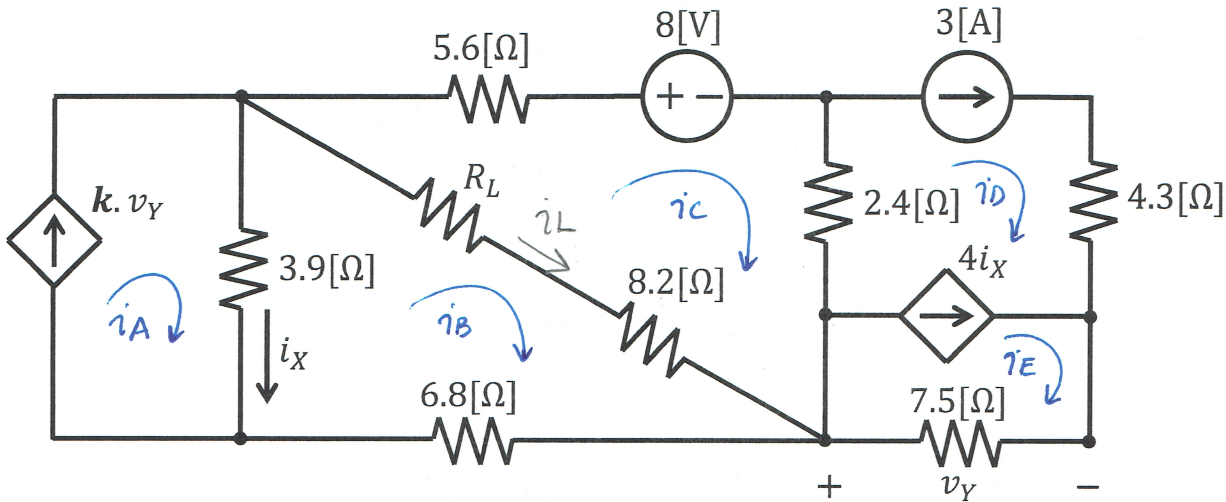 8[V]
3[A]
5.6[Ω]
+ −
k. v_Y
R_L
i_L
i_C
2.4[Ω]
i_D
4.3[Ω]
3.9[Ω]
8.2[Ω]
4i_X
i_A
i_B
i_X
i_E
6.8[Ω]
7.5[Ω]
+ v_Y −